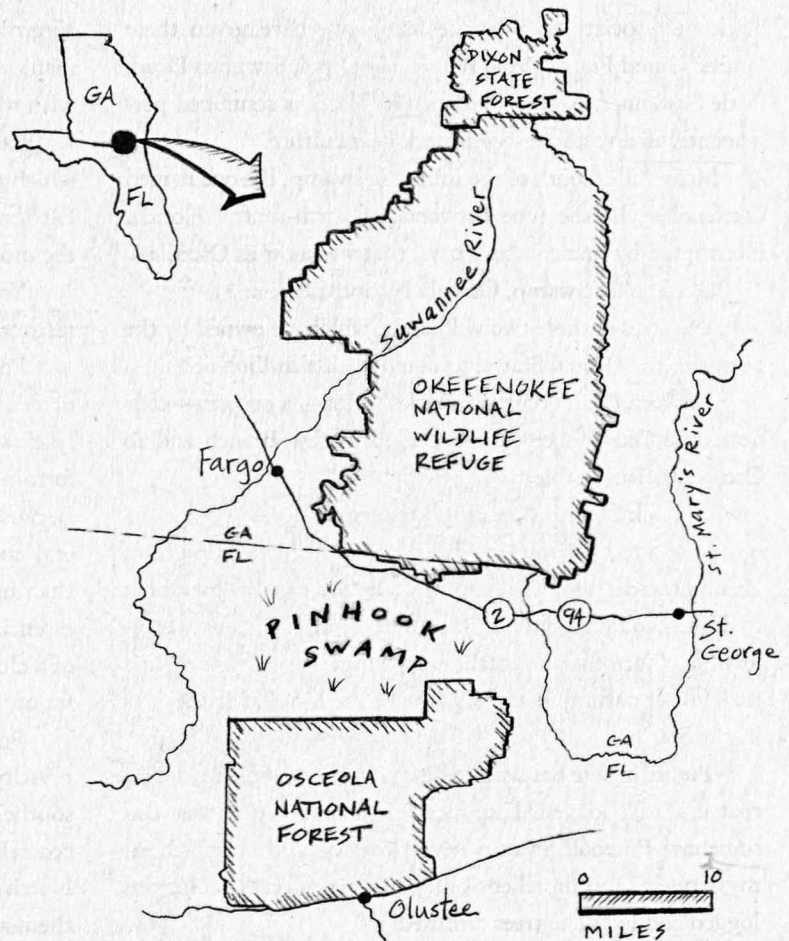 GA
FL
DIXON
STATE
FOREST
Suwannee River
OKEFENOKEE
NATIONAL
WILDLIFE
REFUGE
St. Mary's River
Fargo
GA
FL
PINHOOK
SWAMP
2
94
St.
George
GA
FL
OSCEOLA
NATIONAL
FOREST
Olustee
0 10
MILES